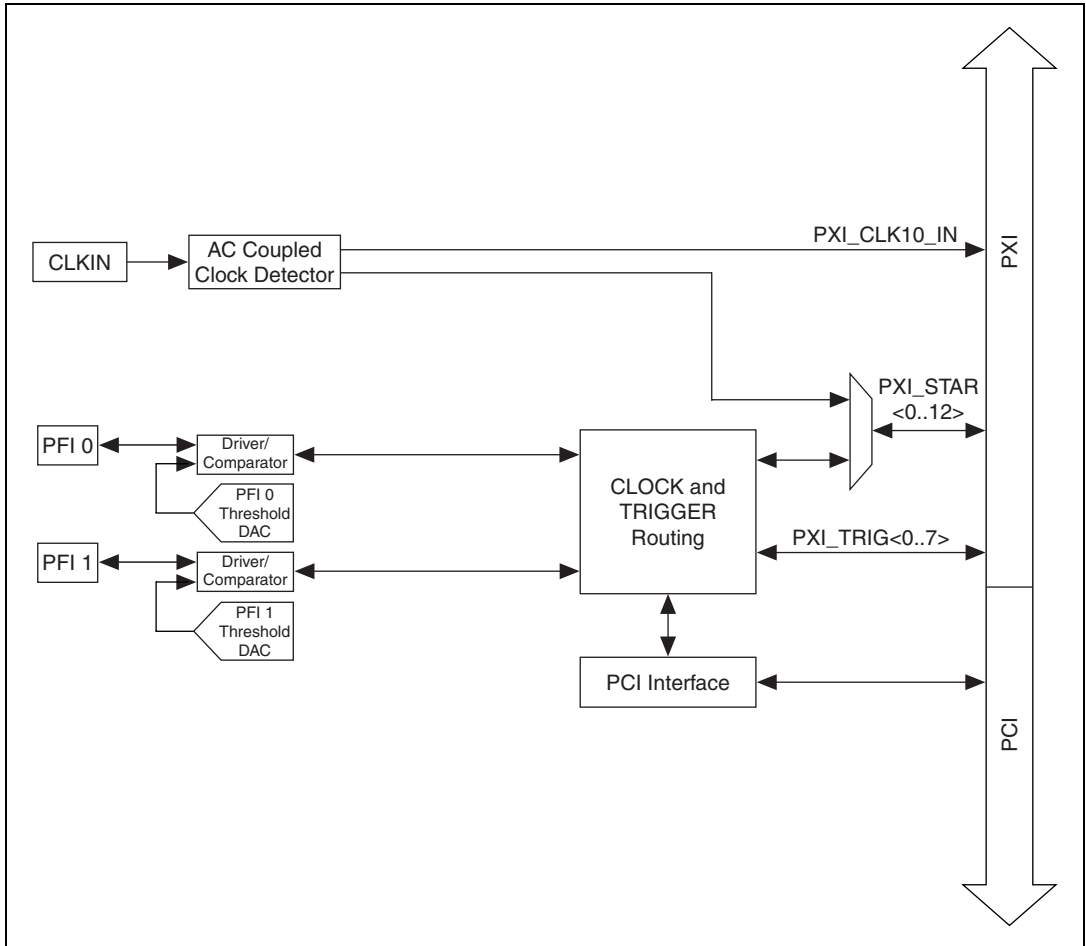 CLKIN
AC Coupled
Clock Detector
PXI_CLK10_IN
PXI
PXI_STAR
<0..12>
PFI 0
Driver/
Comparator
PFI 0
Threshold
DAC
CLOCK and
TRIGGER
Routing
PXI_TRIG<0..7>
PFI 1
Driver/
Comparator
PFI 1
Threshold
DAC
PCI Interface
PCI